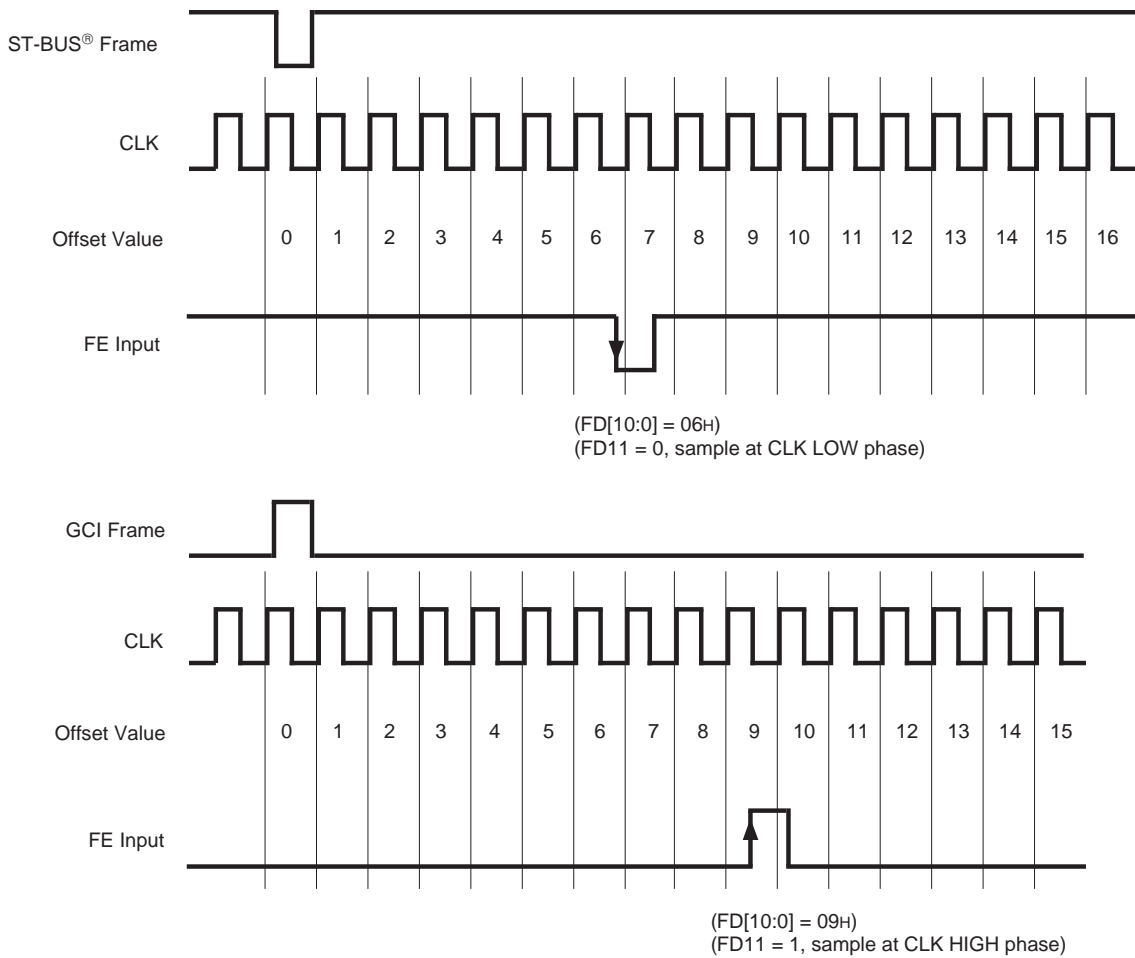 ST-BUS® Frame
CLK
Offset Value 0 1 2 3 4 5 6 7 8 9 10 11 12 13 14 15 16
FE Input
(FD[10:0] = 06H)
(FD11 = 0, sample at CLK LOW phase)
GCI Frame
CLK
Offset Value 0 1 2 3 4 5 6 7 8 9 10 11 12 13 14 15
FE Input
(FD[10:0] = 09H)
(FD11 = 1, sample at CLK HIGH phase)